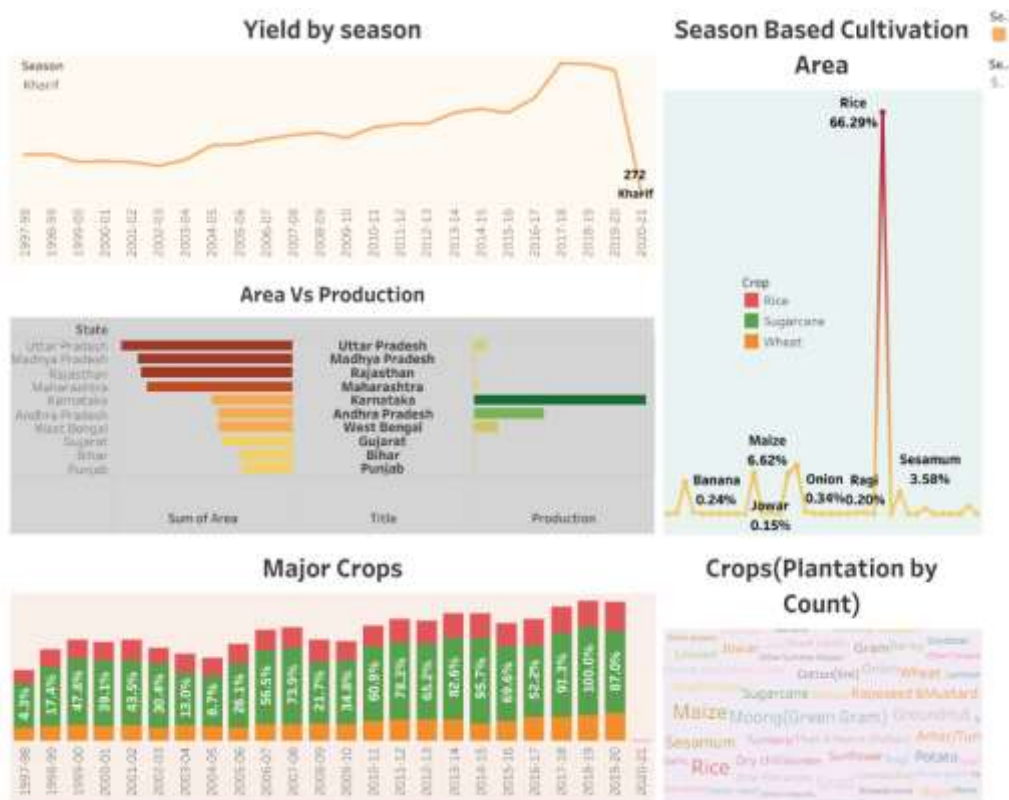 Yield by season
Season
Kharif
272
Kharif
1997-98
1998-99
1999-00
2000-01
2001-02
2002-03
2003-04
2004-05
2005-06
2006-07
2007-08
2008-09
2009-10
2010-11
2011-12
2012-13
2013-14
2014-15
2015-16
2016-17
2017-18
2018-19
2019-20
2020-21
Season Based Cultivation
Area
Se..
Se..
Rice
66.29%
Crop
Rice
Sugarcane
Wheat
Maize
6.62%
Banana
0.24%
Jowar
0.15%
Onion
0.34%
Ragi
0.20%
Sesamum
3.58%
Area Vs Production
State
Uttar Pradesh Uttar Pradesh
Madhya Pradesh Madhya Pradesh
Rajasthan Rajasthan
Maharashtra Maharashtra
Karnataka Karnataka
Andhra Pradesh Andhra Pradesh
West Bengal West Bengal
Gujarat Gujarat
Bihar Bihar
Punjab Punjab
Sum of Area Title Production
Major Crops
4.3%
17.4%
47.8%
39.1%
43.5%
30.4%
13.0%
8.7%
26.1%
56.5%
73.9%
21.7%
34.8%
60.9%
78.3%
65.2%
82.6%
95.7%
69.6%
52.2%
91.3%
100.0%
87.0%
1997-98
1998-99
1999-00
2000-01
2001-02
2002-03
2003-04
2004-05
2005-06
2006-07
2007-08
2008-09
2009-10
2010-11
2011-12
2012-13
2013-14
2014-15
2015-16
2016-17
2017-18
2018-19
2019-20
2020-21
Crops(Plantation by
Count)
Jowar Gram
Cotton(lint) Onion Wheat
Sugarcane Rapeseed &Mustard
Maize Moong(Green Gram) Groundnut
Sesamum Arhar/Tur
Rice Dry chillies Sunflower Potato